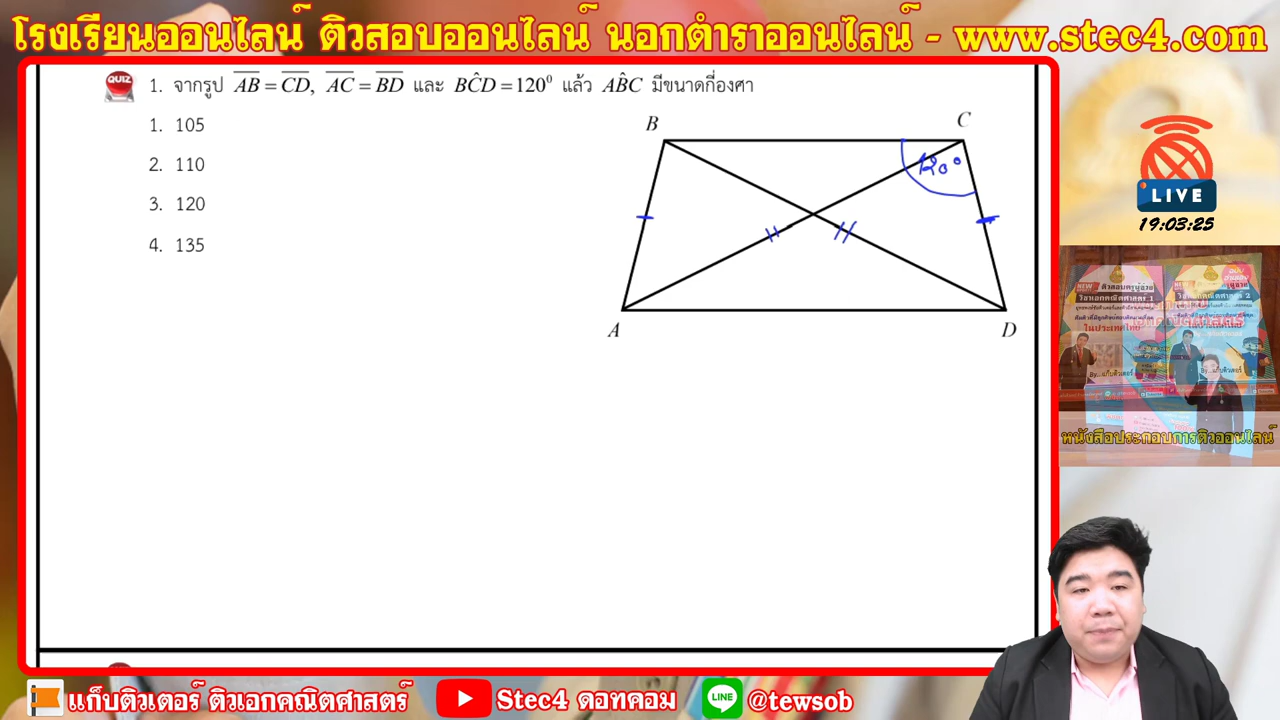 โรงเรียนออนไลน์ ติวสอบออนไลน์ นอกตำราออนไลน์ - www.stec4.com
QUIZ 1. จากรูป AB = CD, AC = BD และ BĈD = 120⁰ แล้ว AB̂C มีขนาดกี่องศา
1. 105
2. 110
3. 120
4. 135
B C
120°
A D
LIVE
19:03:25
หนังสือประกอบการติวออนไลน์
แก๊บติวเตอร์ ติวเอกคณิตศาสตร์ Stec4 ดอทคอม LINE @tewsob